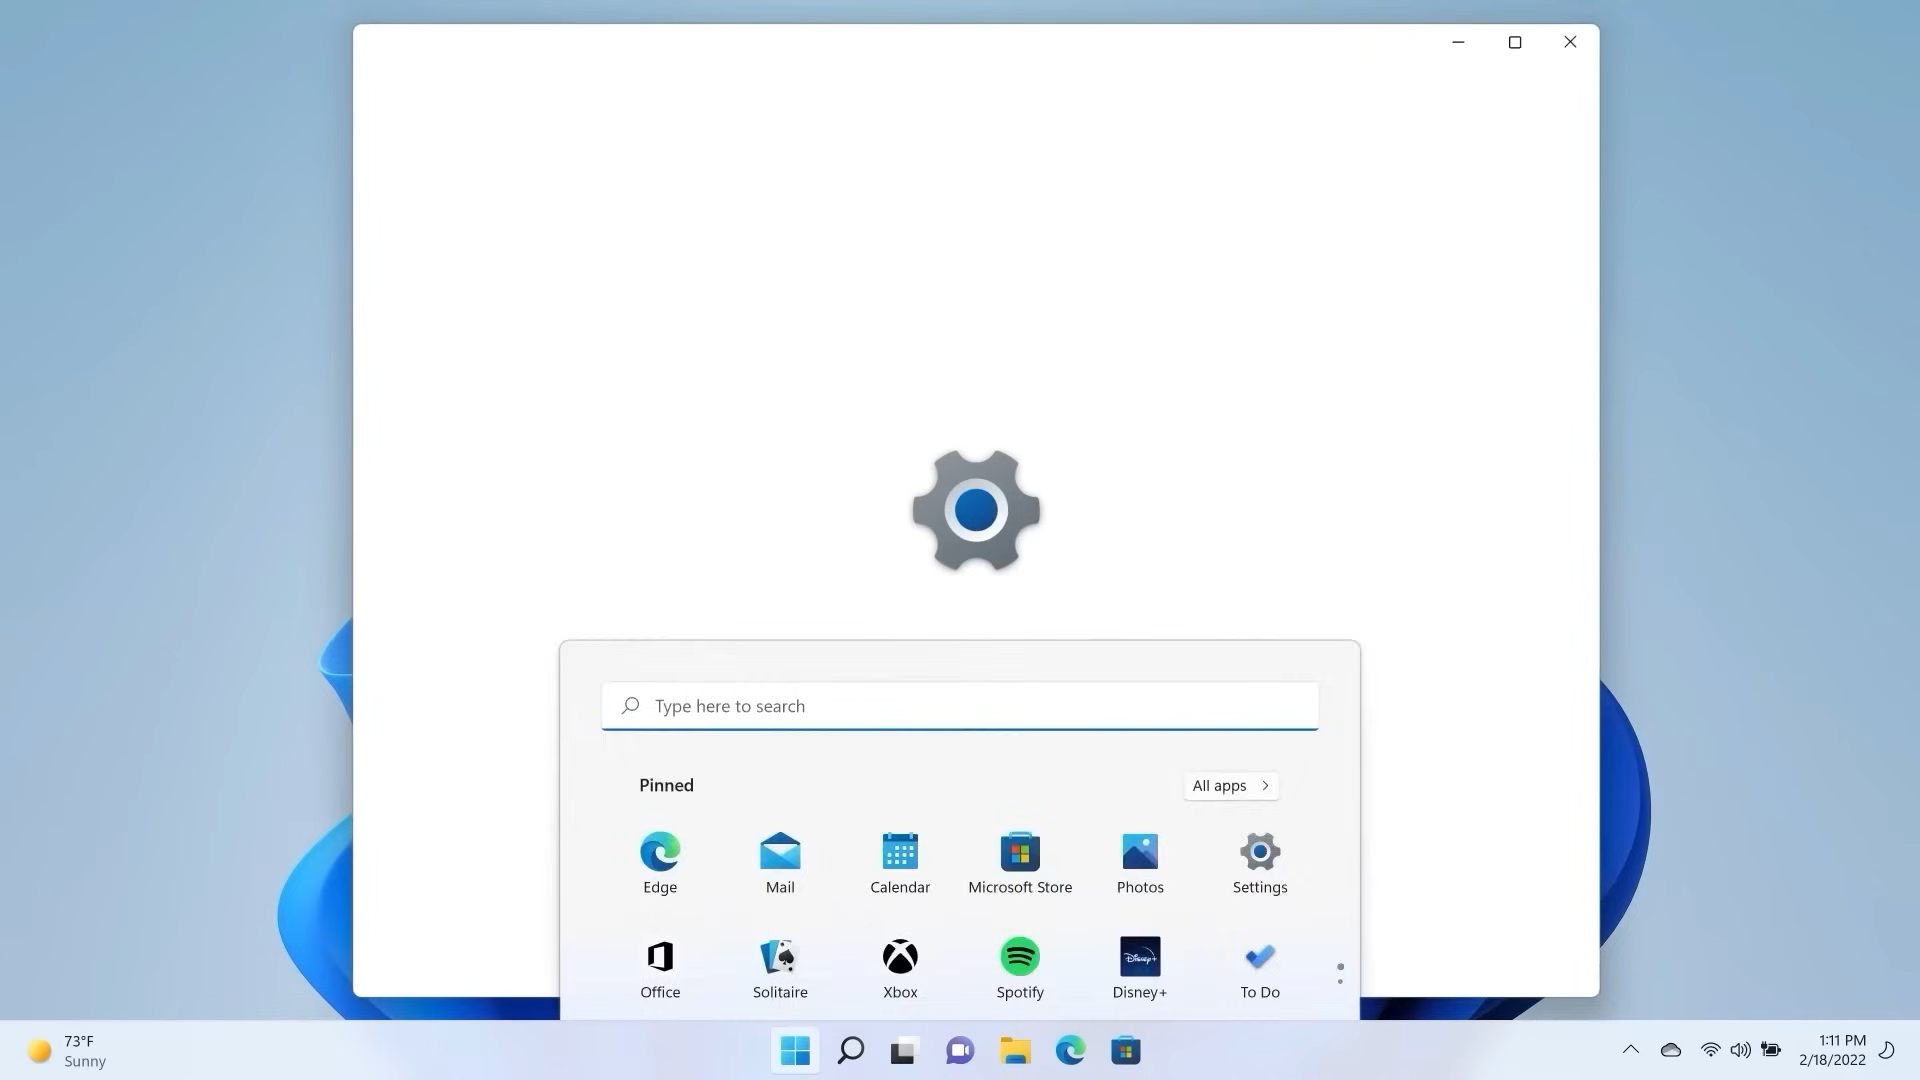 Type here to search
Pinned
All apps
Edge
Mail
Calendar
Microsoft Store
Photos
Settings
Office
Solitaire
Xbox
Spotify
Disney+
Disney+
To Do
73°F
Sunny
1:11 PM
2/18/2022